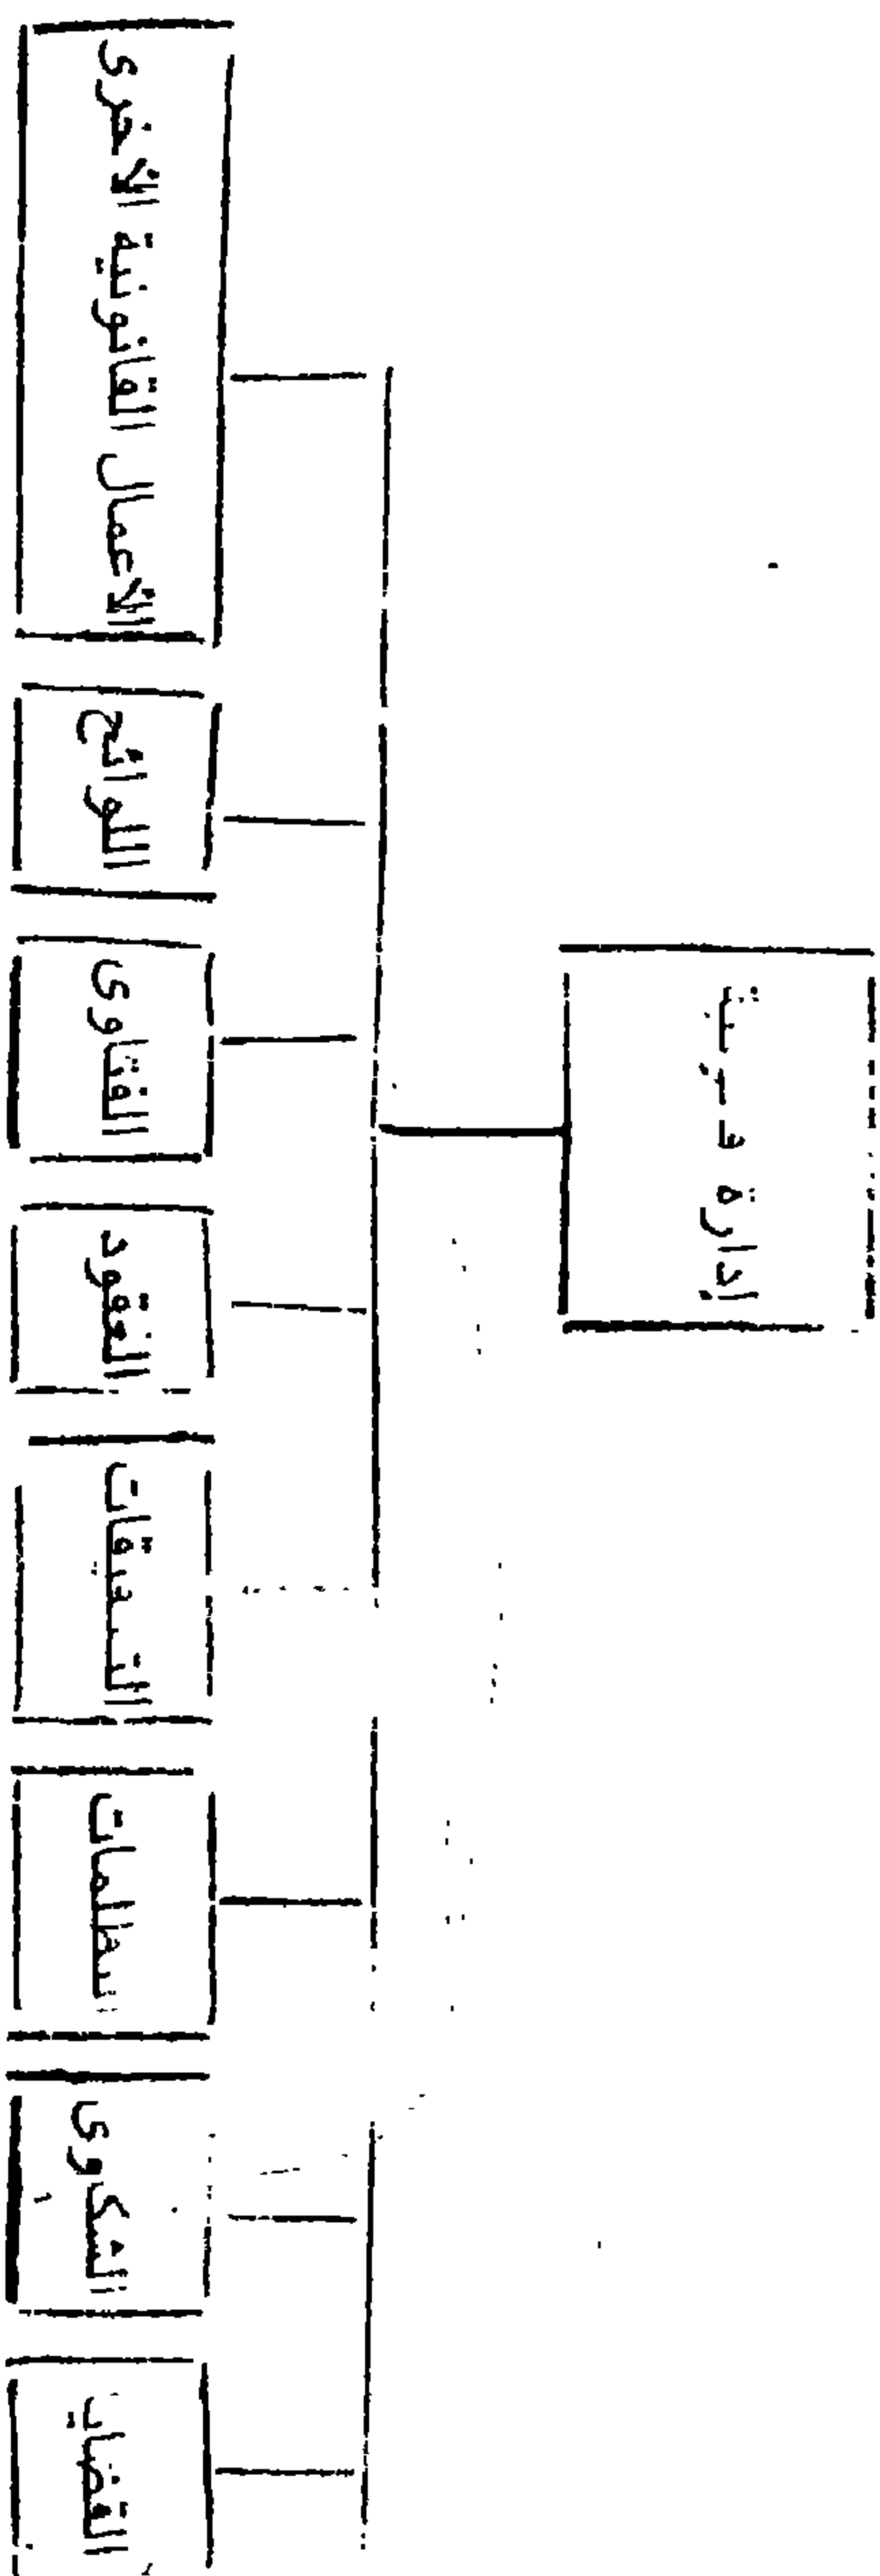 إدارة
القضايا
الشكاوى
التظلمات
التحقيقات
العقود
الفتاوى
اللوائح
الأعمال القانونية الأخرى